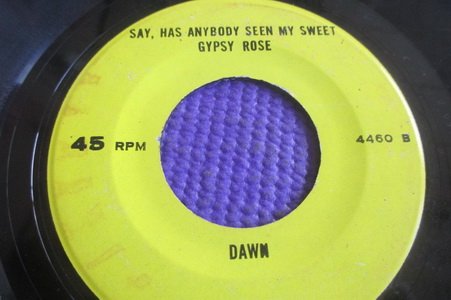 SAY, HAS ANYBODY SEEN MY SWEET
GYPSY ROSE
45 RPM
4460 B
DAWN